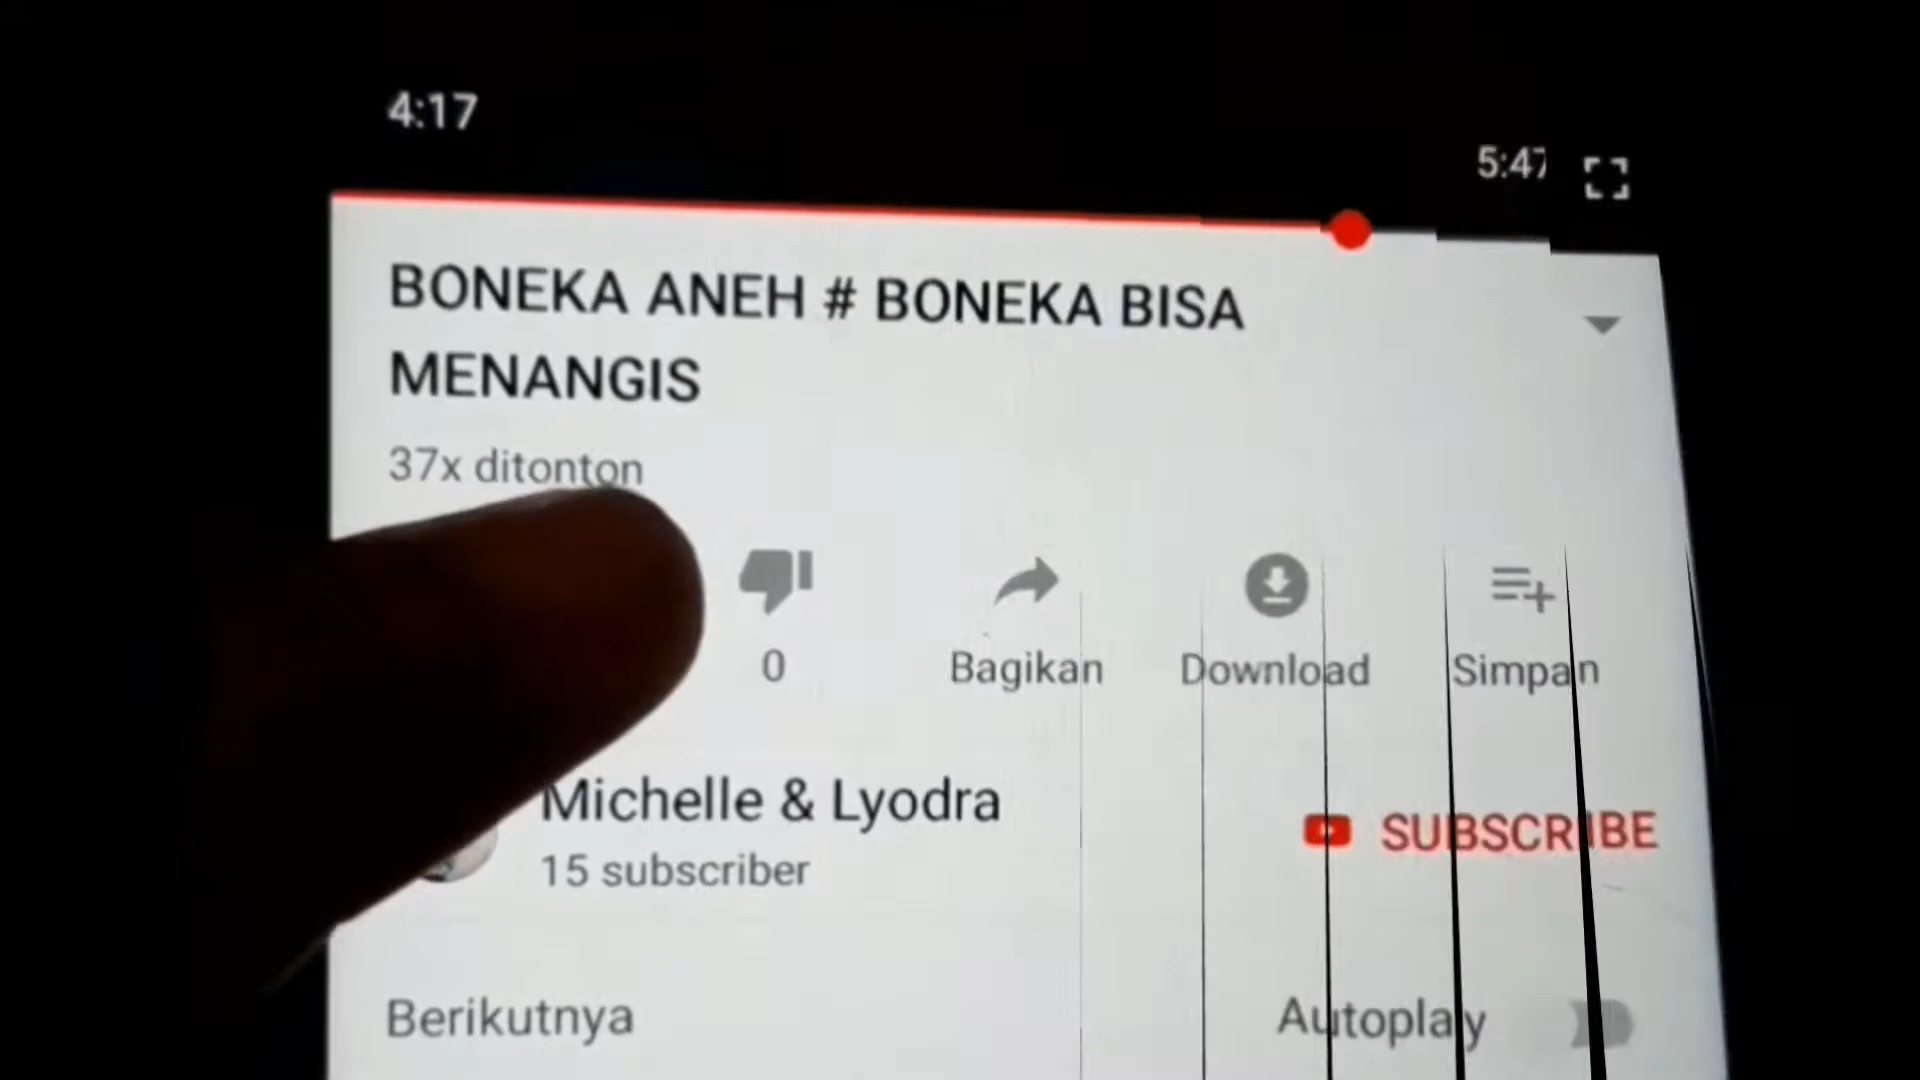 4:17
5:47
BONEKA ANEH # BONEKA BISA
MENANGIS
37x ditonton
0
Bagikan
Download
Simpan
Michelle & Lyodra
15 subscriber
SUBSCRIBE
Berikutnya
Autoplay